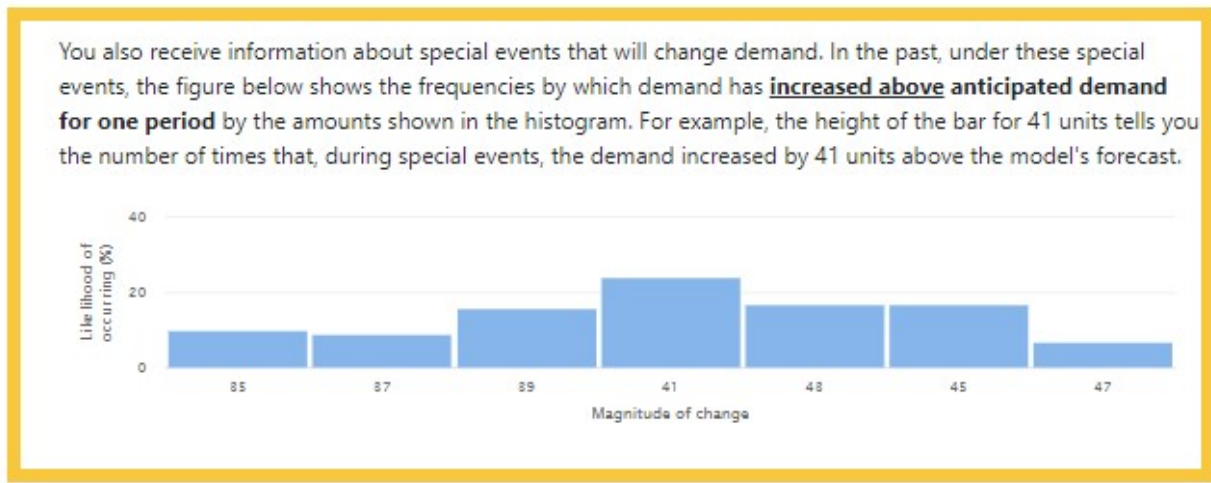 You also receive information about special events that will change demand. In the past, under these special
events, the figure below shows the frequencies by which demand has increased above anticipated demand
for one period by the amounts shown in the histogram. For example, the height of the bar for 41 units tells you
the number of times that, during special events, the demand increased by 41 units above the model's forecast.
40
Likelihood of
occurring (%)
20
0
85 87 89 41 48 45 47
Magnitude of change